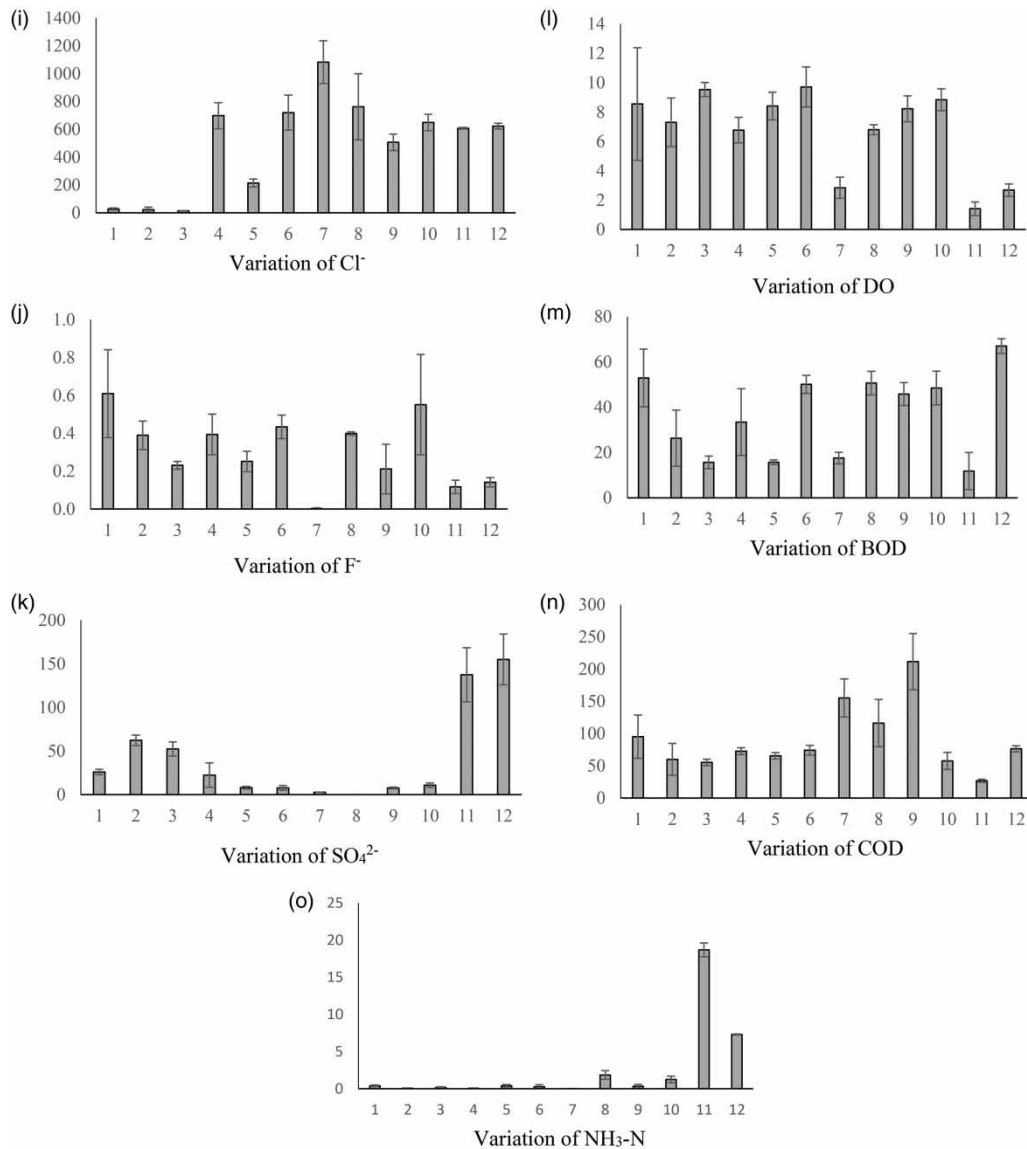 (i)
1400
1200
1000
800
600
400
200
0
1 2 3 4 5 6 7 8 9 10 11 12
Variation of Cl⁻
(l)
14
12
10
8
6
4
2
0
1 2 3 4 5 6 7 8 9 10 11 12
Variation of DO
(j)
1.0
0.8
0.6
0.4
0.2
0.0
1 2 3 4 5 6 7 8 9 10 11 12
Variation of F⁻
(m)
80
60
40
20
0
1 2 3 4 5 6 7 8 9 10 11 12
Variation of BOD
(k)
200
150
100
50
0
1 2 3 4 5 6 7 8 9 10 11 12
Variation of SO₄²⁻
(n)
300
250
200
150
100
50
0
1 2 3 4 5 6 7 8 9 10 11 12
Variation of COD
(o)
25
20
15
10
5
0
1 2 3 4 5 6 7 8 9 10 11 12
Variation of NH₃-N